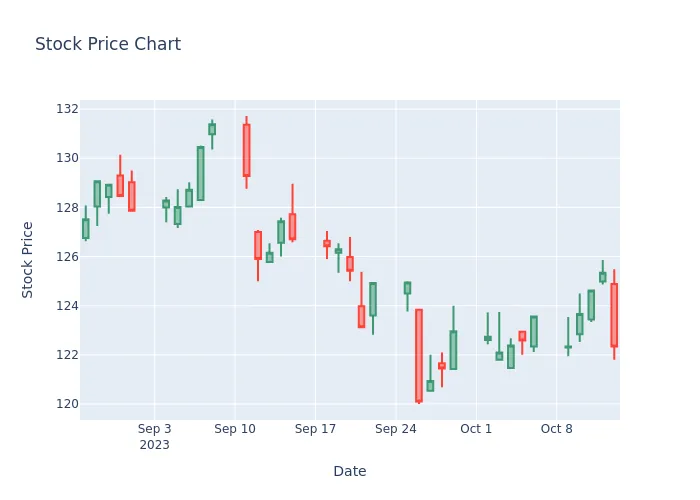 Stock Price Chart
132
130
128
126
124
122
120
Stock Price
Sep 3
2023
Sep 10
Sep 17
Sep 24
Oct 1
Oct 8
Date